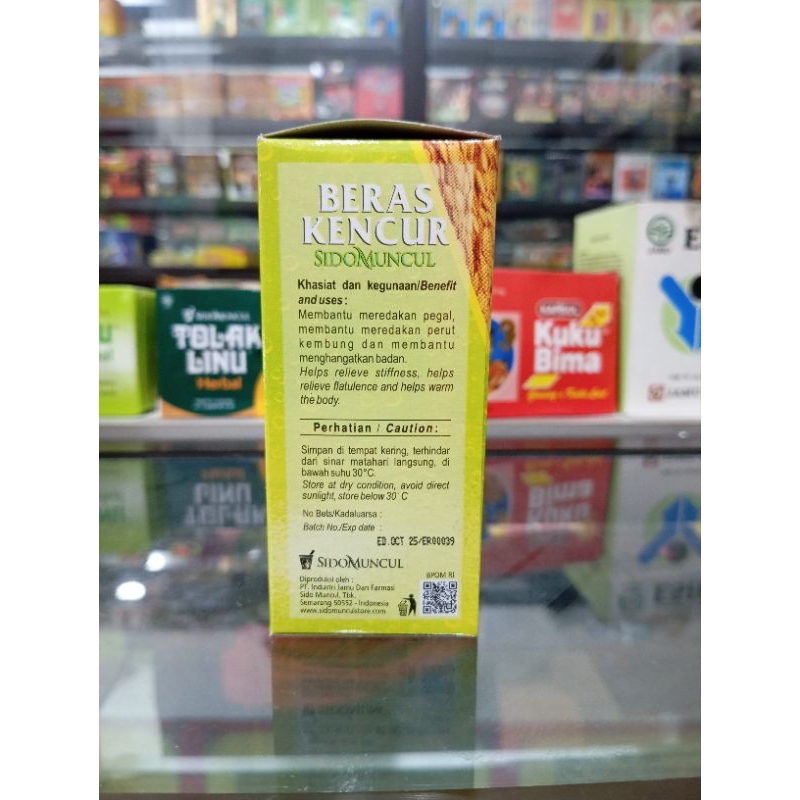 BERAS
KENCUR
SIDOMUNCUL
Khasiat dan kegunaan/Benefit
and uses :
Membantu meredakan pegal,
membantu meredakan perut
kembung dan membantu
menghangatkan badan.
Helps relieve stiffness, helps
relieve flatulence and helps warm
the body.
Perhatian / Caution :
Simpan di tempat kering, terhindar
dari sinar matahari langsung, di
bawah suhu 30°C.
Store at dry condition, avoid direct
sunlight, store below 30°C
No Bets/Kadaluarsa :
Batch No./Exp date :
ED.OCT 25/ER00039
SIDOMUNCUL
Diproduksi oleh :
PT. Industri Jamu Dan Farmasi
Sido Muncul, Tbk.
Semarang 50552 - Indonesia
www.sidomunculstore.com
BPOM RI
SIDOMUNCUL
TOLAK
LINU
Herbal
Kuku
Bima